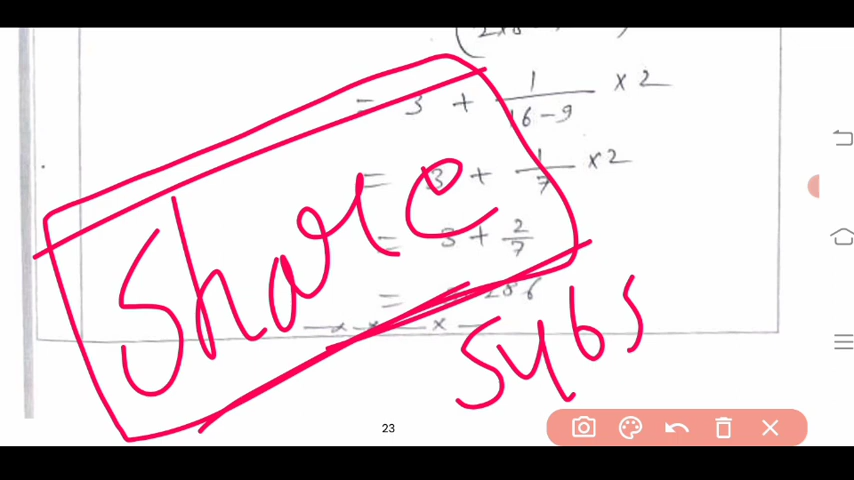 = 3 + 1/16-9 × 2
= 3 + 1/7 × 2
= 3 + 2/7
=
Share
Subs
23